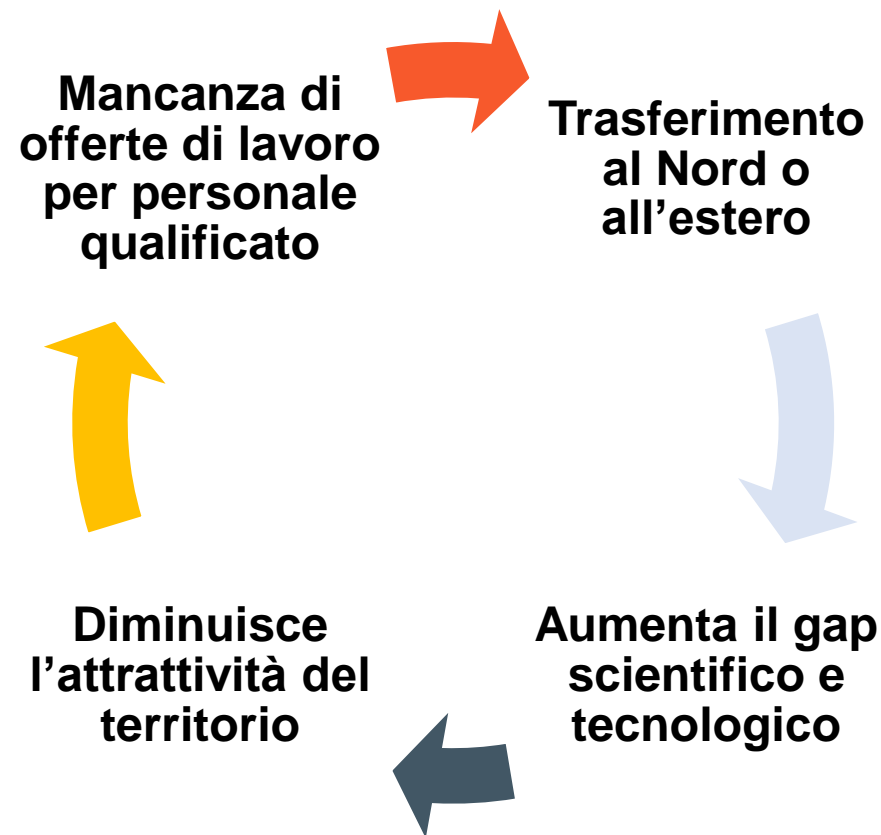 Mancanza di
offerte di lavoro
per personale
qualificato
Trasferimento
al Nord o
all’estero
Aumenta il gap
scientifico e
tecnologico
Diminuisce
l’attrattività del
territorio